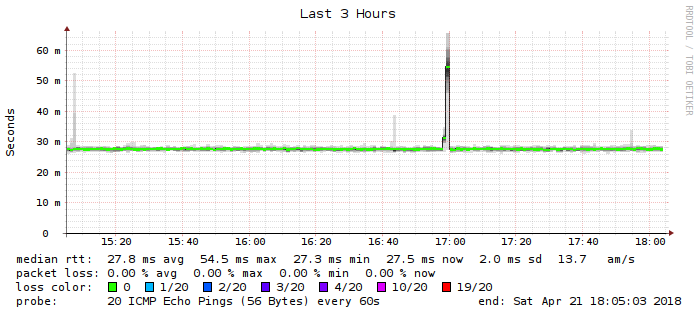 Last 3 Hours
RRDTOOL / TOBI OETIKER
Seconds
60 m
50 m
40 m
30 m
20 m
10 m
0
15:20 15:40 16:00 16:20 16:40 17:00 17:20 17:40 18:00
median rtt: 27.8 ms avg 54.5 ms max 27.3 ms min 27.5 ms now 2.0 ms sd 13.7 am/s
packet loss: 0.00 % avg 0.00 % max 0.00 % min 0.00 % now
loss color: 0 1/20 2/20 3/20 4/20 10/20 19/20
probe: 20 ICMP Echo Pings (56 Bytes) every 60s end: Sat Apr 21 18:05:03 2018